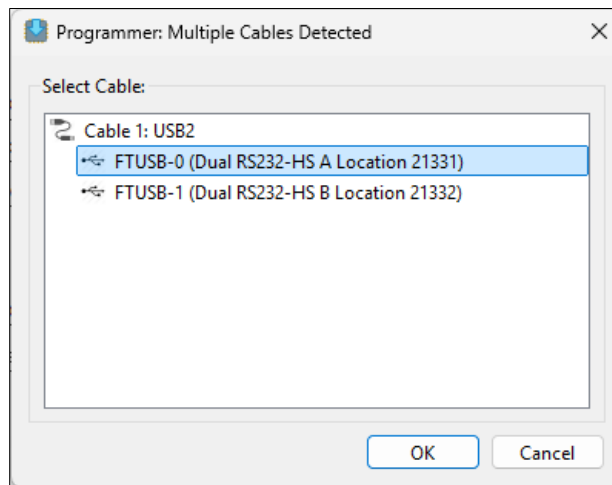 Programmer: Multiple Cables Detected
Select Cable:
Cable 1: USB2
FTUSB-0 (Dual RS232-HS A Location 21331)
FTUSB-1 (Dual RS232-HS B Location 21332)
OK Cancel